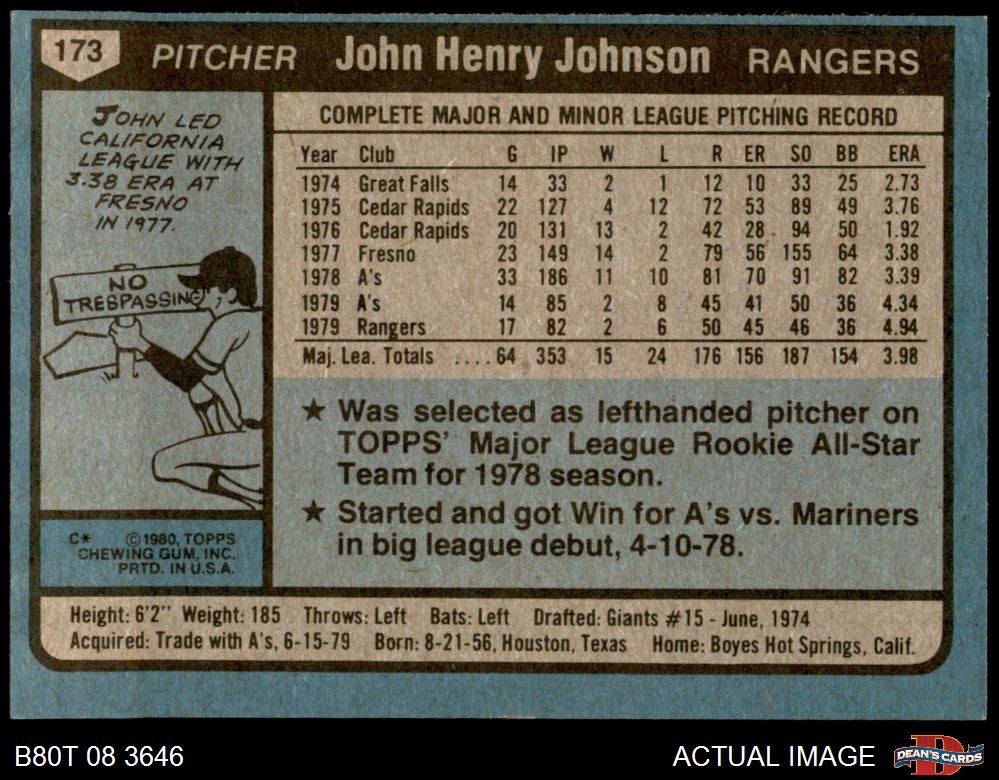 173 PITCHER John Henry Johnson RANGERS
JOHN LED
CALIFORNIA
LEAGUE WITH
3.38 ERA AT
FRESNO
IN 1977.
NO
TRESPASSING
C* ©1980, TOPPS
CHEWING GUM, INC.
PRTD. IN U.S.A.
COMPLETE MAJOR AND MINOR LEAGUE PITCHING RECORD
Year Club G IP W L R ER SO BB ERA
1974 Great Falls 14 33 2 1 12 10 33 25 2.73
1975 Cedar Rapids 22 127 4 12 72 53 89 49 3.76
1976 Cedar Rapids 20 131 13 2 42 28 94 50 1.92
1977 Fresno 23 149 14 2 79 56 155 64 3.38
1978 A's 33 186 11 10 81 70 91 82 3.39
1979 A's 14 85 2 8 45 41 50 36 4.34
1979 Rangers 17 82 2 6 50 45 46 36 4.94
Maj. Lea. Totals ....64 353 15 24 176 156 187 154 3.98
★ Was selected as lefthanded pitcher on
TOPPS' Major League Rookie All-Star
Team for 1978 season.
★ Started and got Win for A's vs. Mariners
in big league debut, 4-10-78.
Height: 6'2" Weight: 185 Throws: Left Bats: Left Drafted: Giants #15 - June, 1974
Acquired: Trade with A's, 6-15-79 Born: 8-21-56, Houston, Texas Home: Boyes Hot Springs, Calif.
B80T 08 3646 ACTUAL IMAGE DEAN'S CARDS